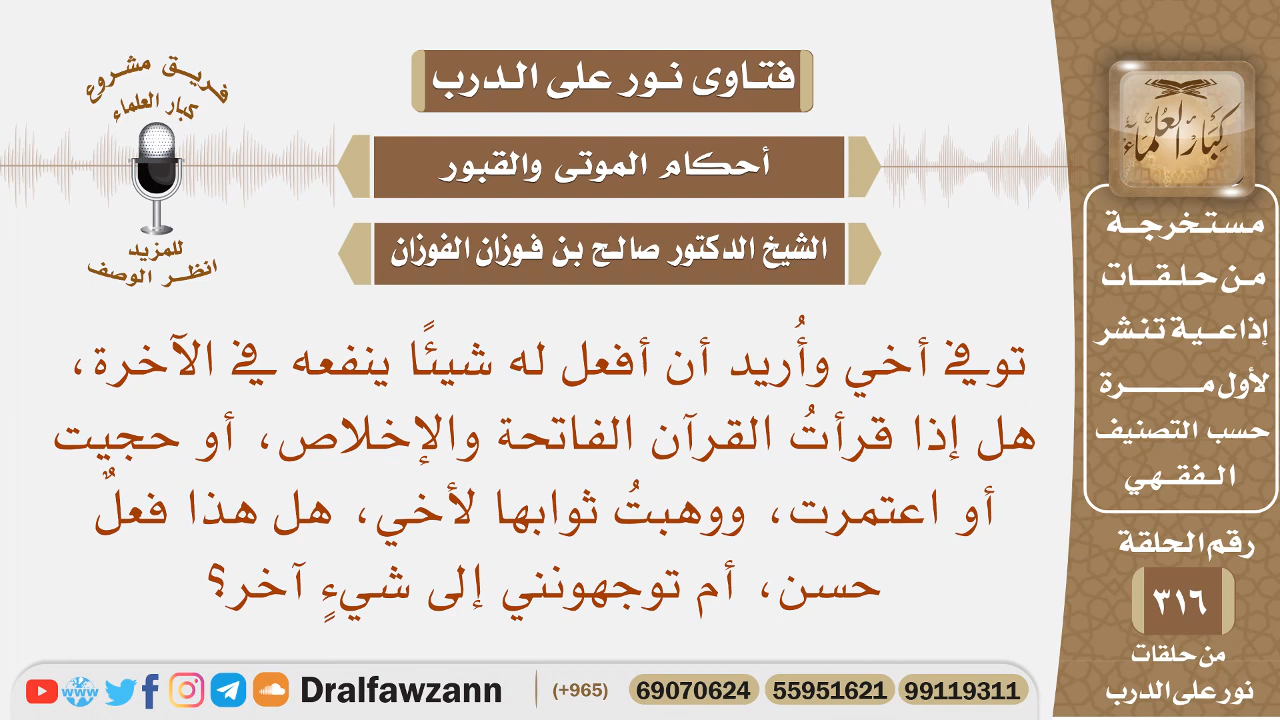 فتاوى نور على الدرب
أحكام الموتى والقبور
الشيخ الدكتور صالح بن فوزان الفوزان
فريق مشروع
كبار العلماء
للمزيد
انظر الوصف
توفي أخي وأُريد أن أفعل له شيئًا ينفعه في الآخرة،
هل إذا قرأتُ القرآن الفاتحة والإخلاص، أو حجيت
أو اعتمرت، ووهبتُ ثوابها لأخي، هل هذا فعلٌ
حسن، أم توجهونني إلى شيءٍ آخر؟
كبار العلماء
مستخرجة
من حلقات
إذاعية تنشر
لأول مرة
حسب التصنيف
الفقهي
رقم الحلقة
٣١٦
من حلقات
نور على الدرب
www
Dralfawzann
(+965)
69070624
55951621
99119311